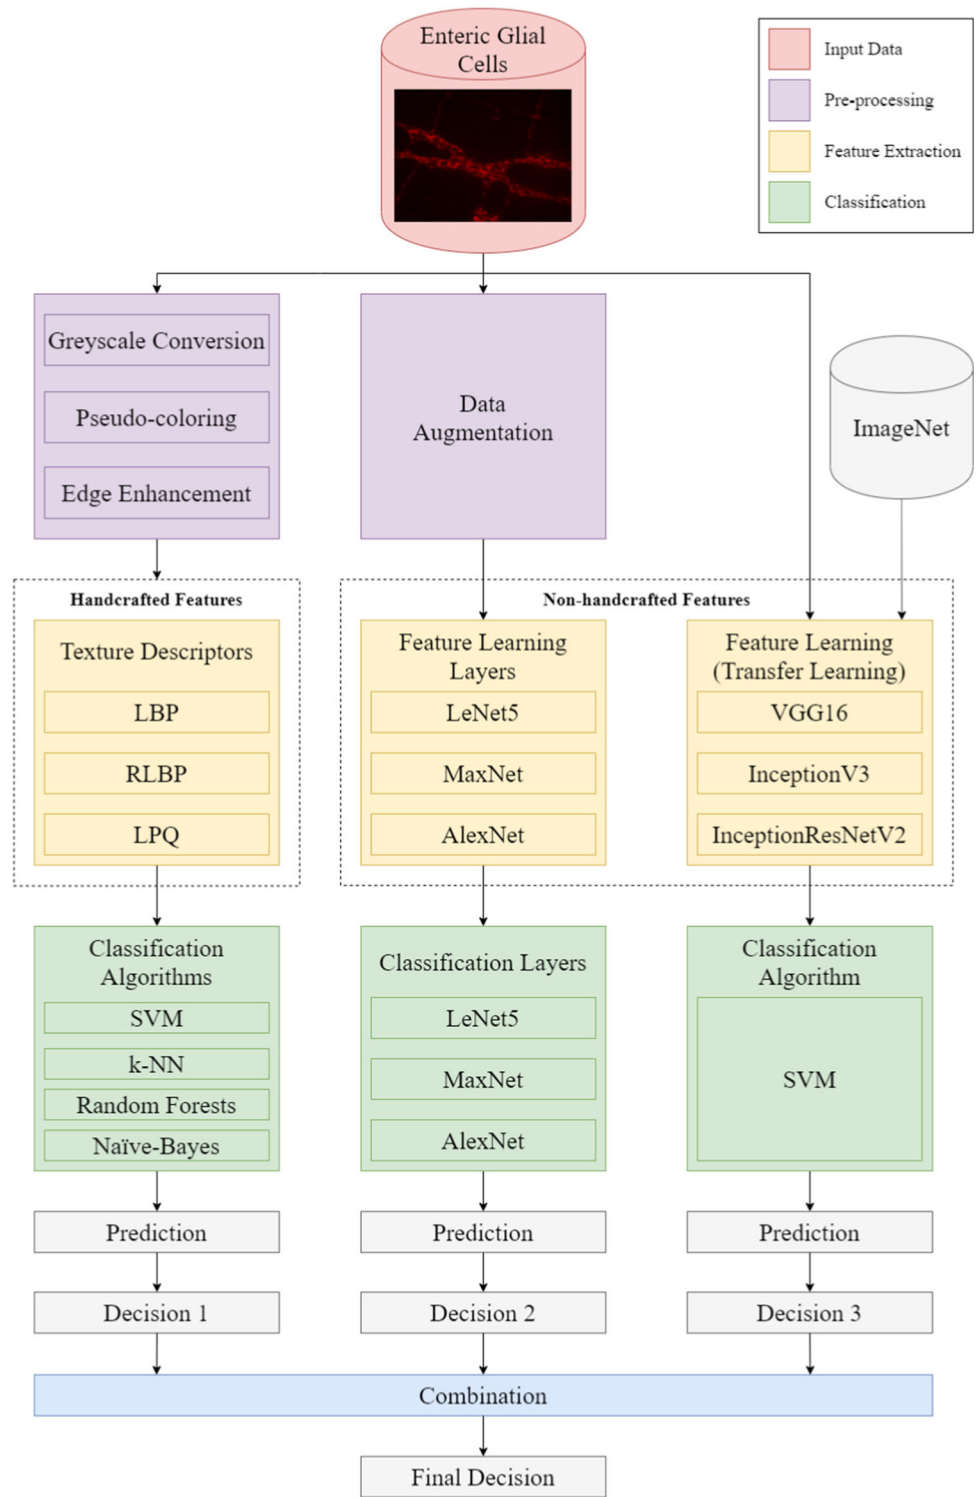 Enteric Glial
Cells
Input Data
Pre-processing
Feature Extraction
Classification
Greyscale Conversion
Pseudo-coloring
Edge Enhancement
Data
Augmentation
ImageNet
Handcrafted Features
Non-handcrafted Features
Texture Descriptors
LBP
RLBP
LPQ
Feature Learning
Layers
LeNet5
MaxNet
AlexNet
Feature Learning
(Transfer Learning)
VGG16
InceptionV3
InceptionResNetV2
Classification
Algorithms
SVM
k-NN
Random Forests
Naïve-Bayes
Classification Layers
LeNet5
MaxNet
AlexNet
Classification
Algorithm
SVM
Prediction
Prediction
Prediction
Decision 1
Decision 2
Decision 3
Combination
Final Decision